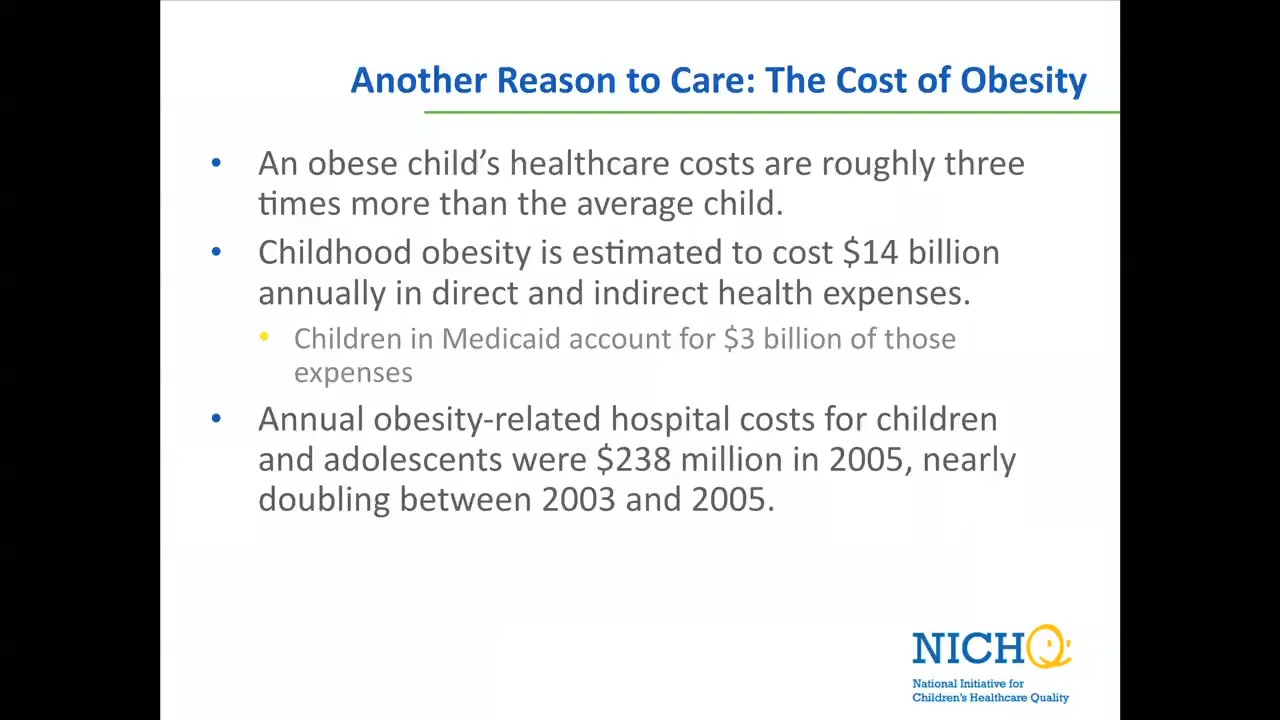 Another Reason to Care: The Cost of Obesity
• An obese child's healthcare costs are roughly three
times more than the average child.
• Childhood obesity is estimated to cost $14 billion
annually in direct and indirect health expenses.
• Children in Medicaid account for $3 billion of those
expenses
• Annual obesity-related hospital costs for children
and adolescents were $238 million in 2005, nearly
doubling between 2003 and 2005.
NICHQ
National Initiative for
Children's Healthcare Quality